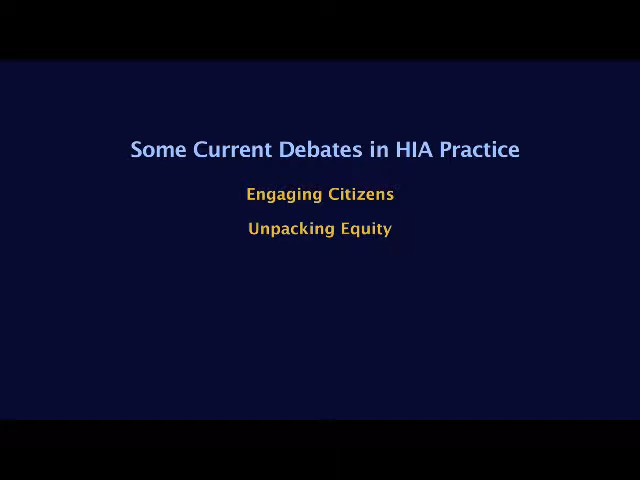 Some Current Debates in HIA Practice
Engaging Citizens
Unpacking Equity